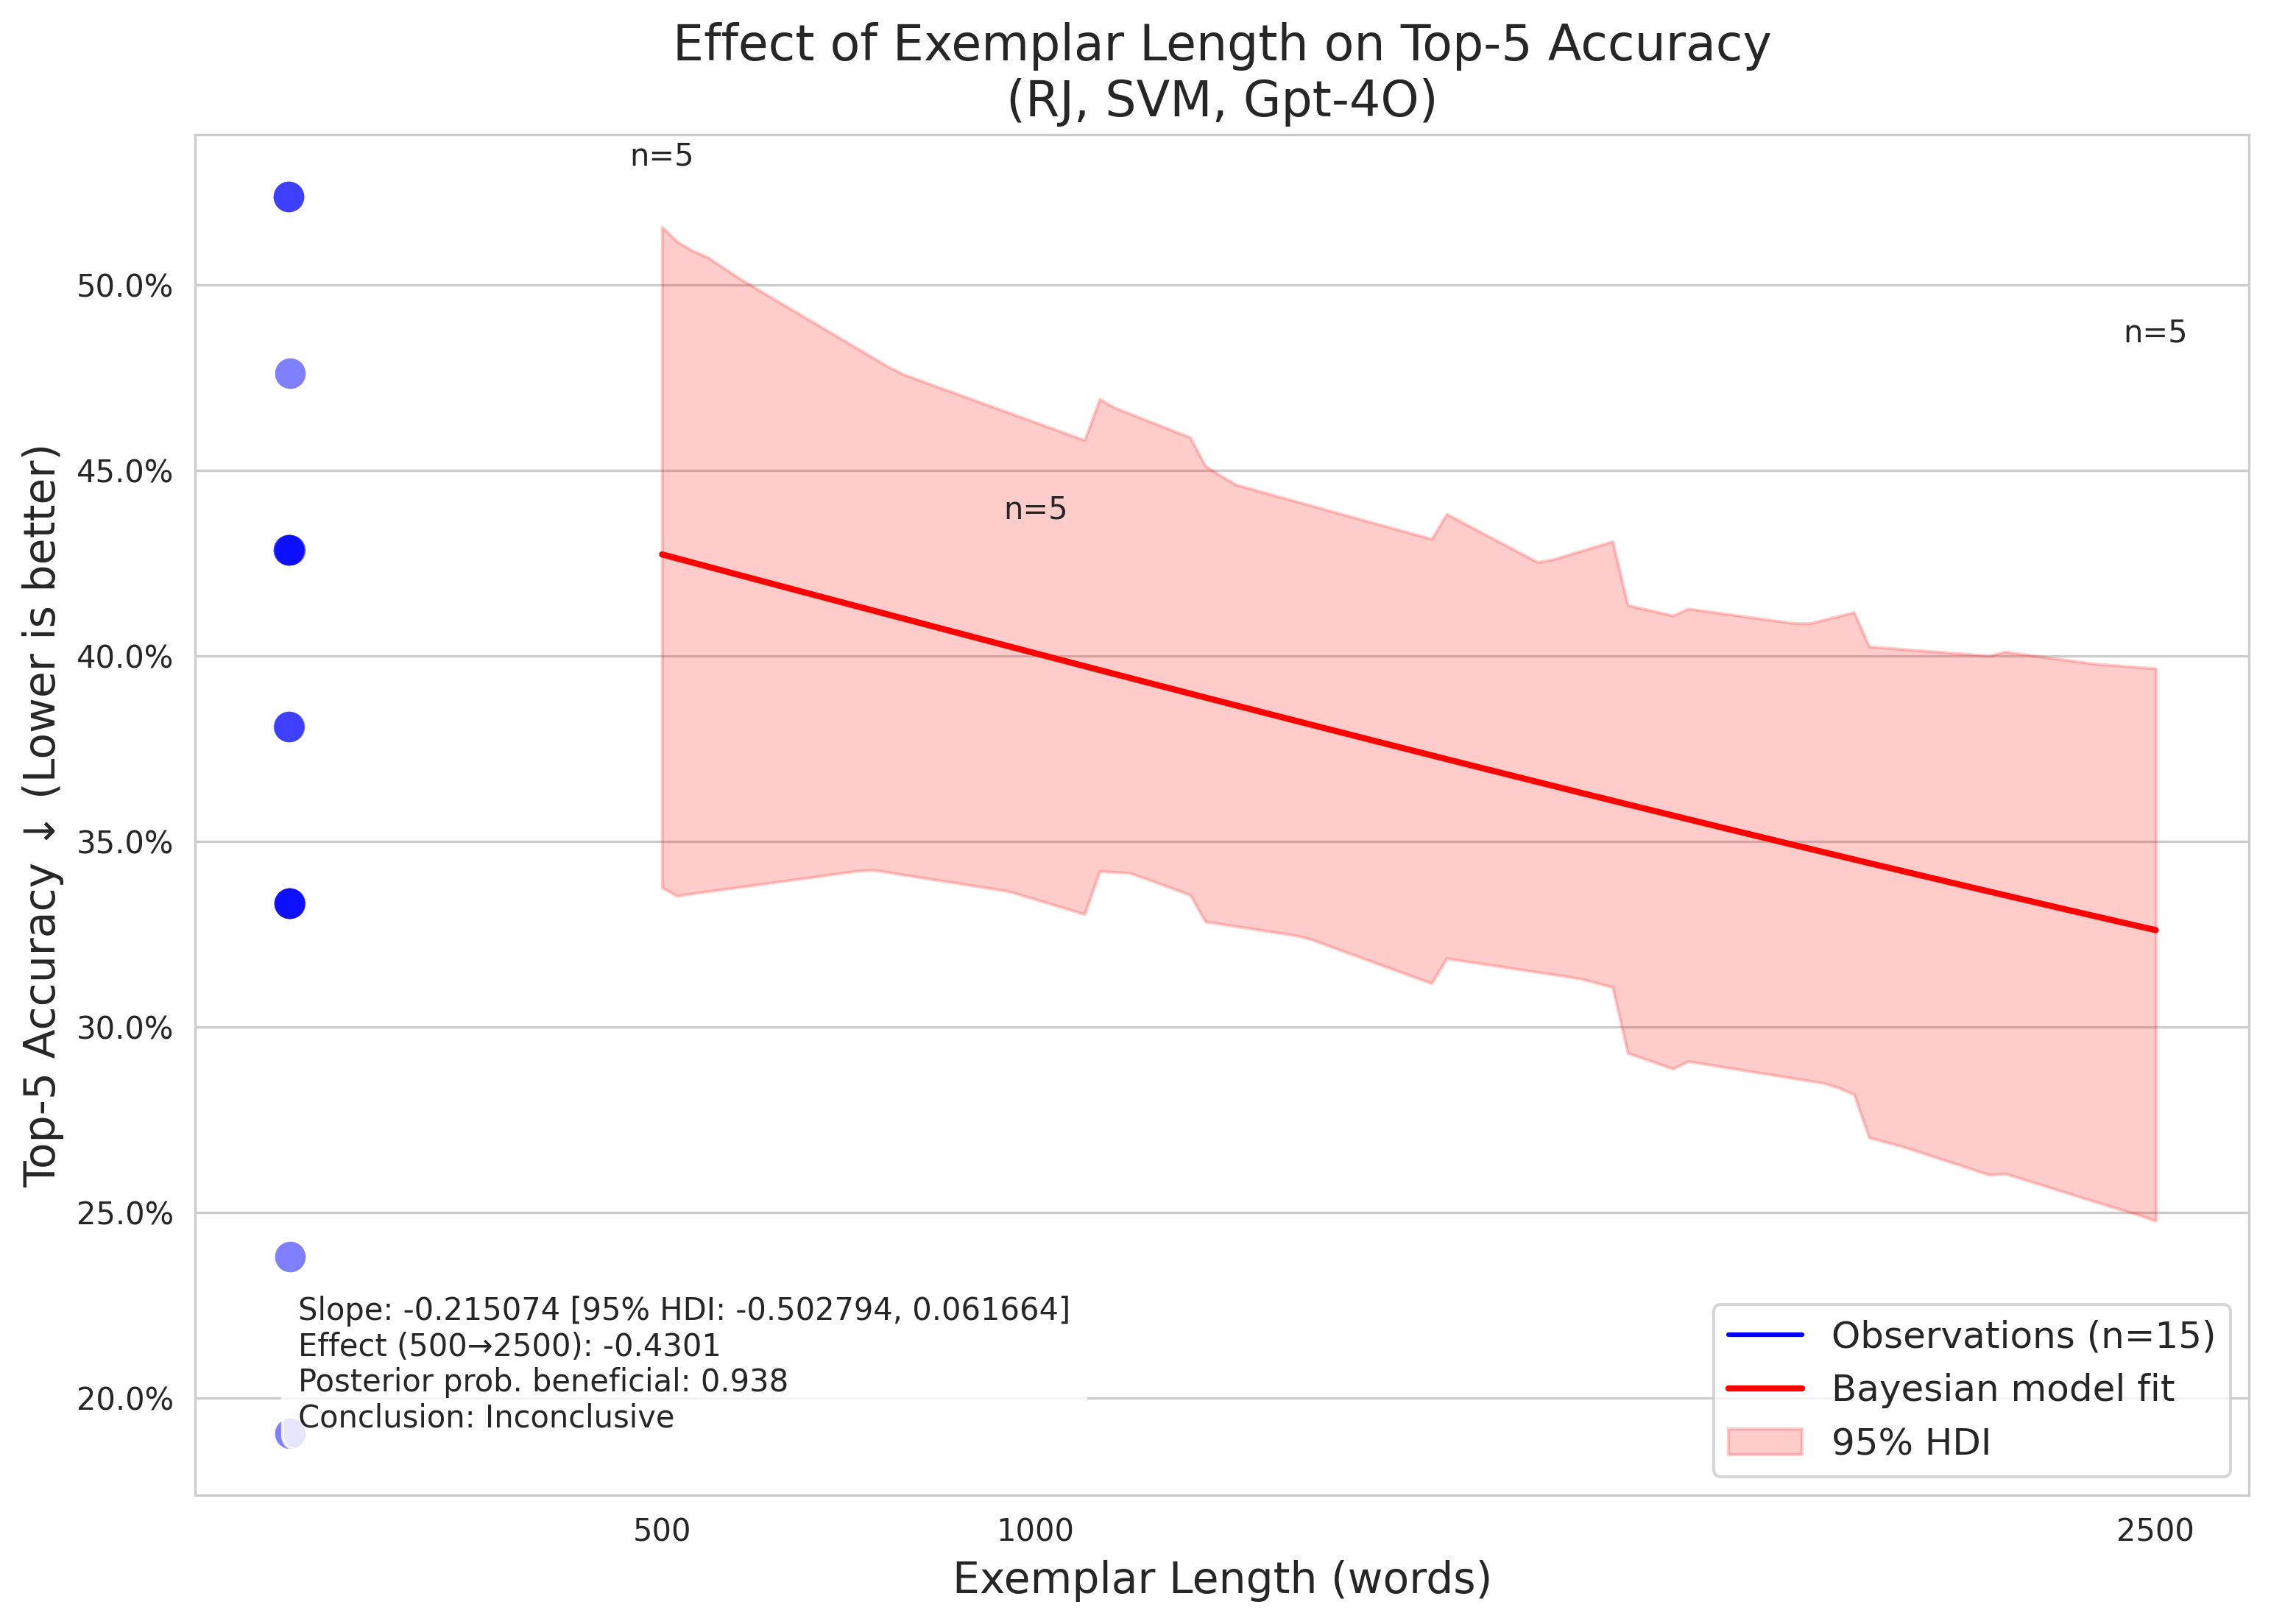 Effect of Exemplar Length on Top-5 Accuracy
(RJ, SVM, Gpt-4O)
n=5
n=5
n=5
50.0%
45.0%
40.0%
35.0%
30.0%
25.0%
20.0%
Top-5 Accuracy ↓ (Lower is better)
Slope: -0.215074 [95% HDI: -0.502794, 0.061664]
Effect (500→2500): -0.4301
Posterior prob. beneficial: 0.938
Conclusion: Inconclusive
Observations (n=15)
Bayesian model fit
95% HDI
500
1000
2500
Exemplar Length (words)